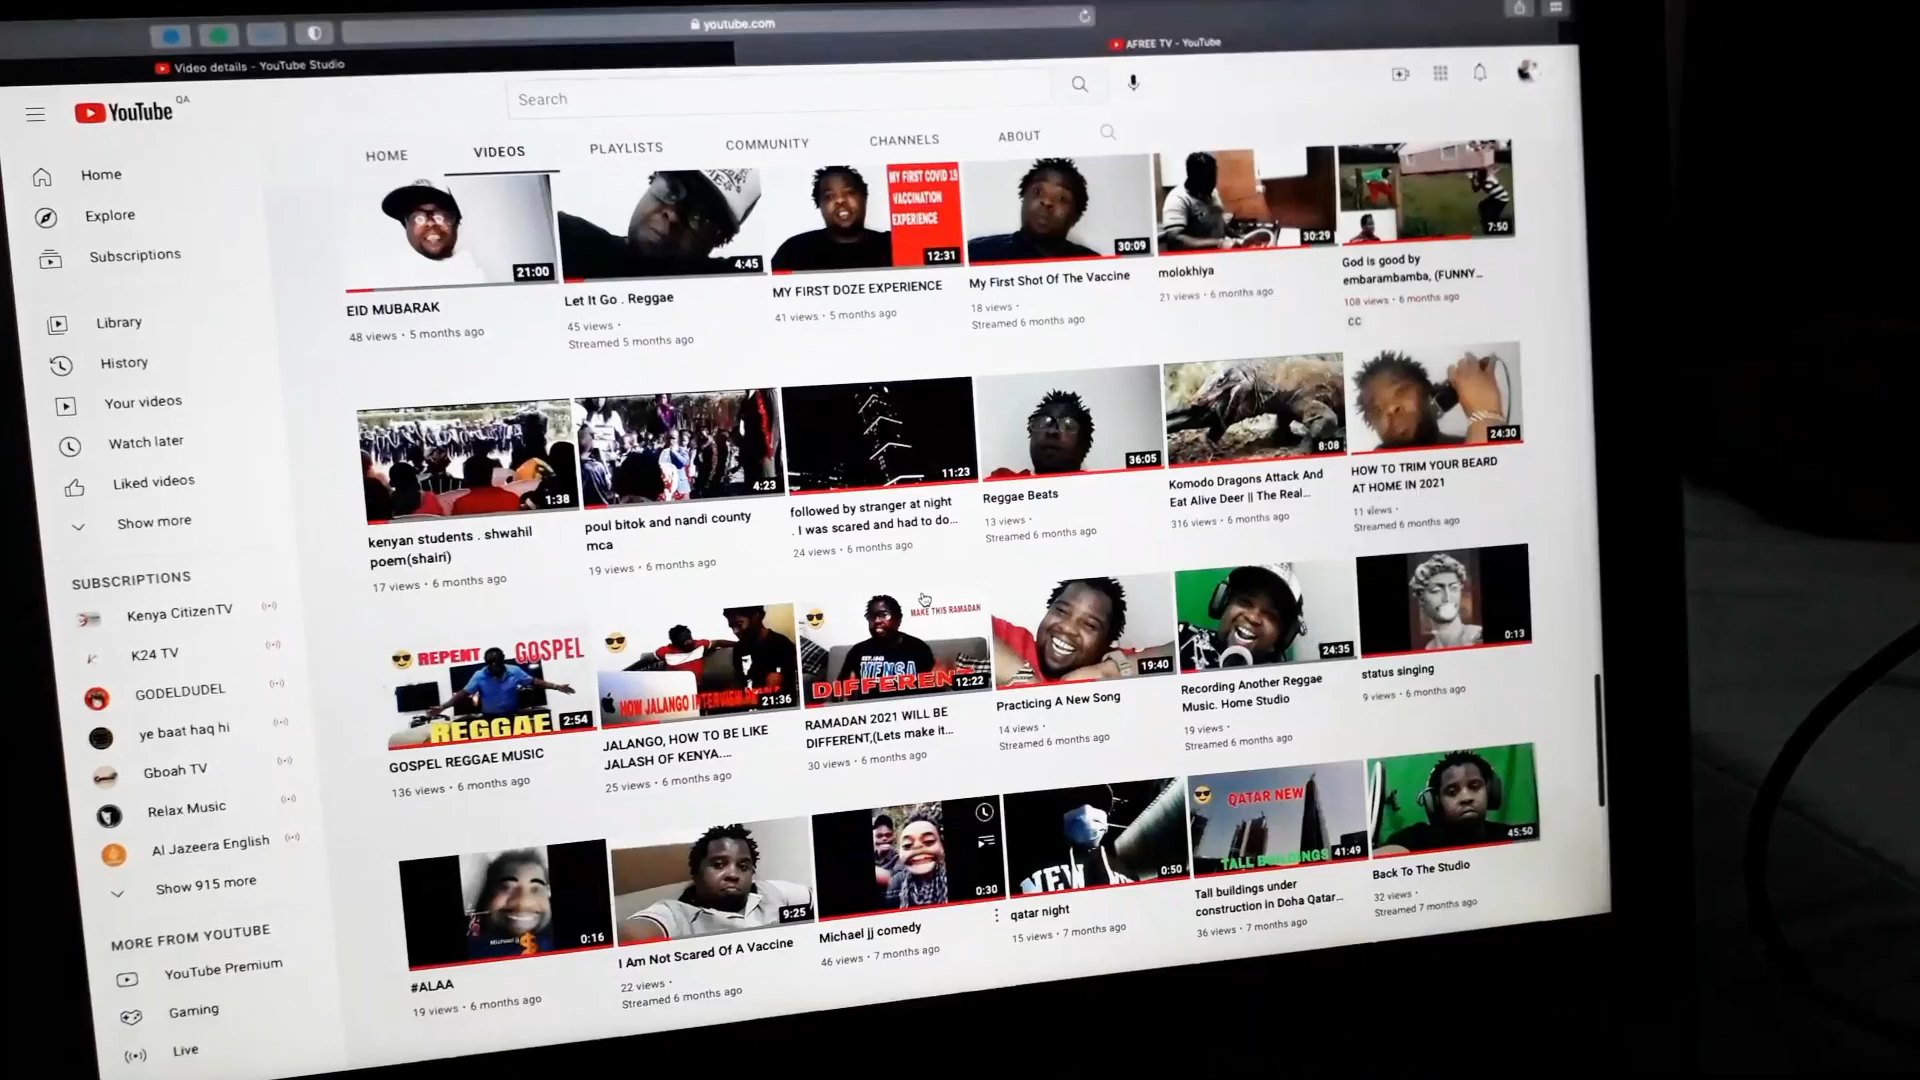 youtube.com
Video details - YouTube Studio
AFREE TV - YouTube
YouTube QA
Search
HOME
VIDEOS
PLAYLISTS
COMMUNITY
CHANNELS
ABOUT
Home
Explore
Subscriptions
Library
History
Your videos
Watch later
Liked videos
Show more
SUBSCRIPTIONS
Kenya CitizenTV
K24 TV
GODELDUDEL
ye baat haq hi
Gboah TV
Relax Music
Al Jazeera English
Show 915 more
MORE FROM YOUTUBE
YouTube Premium
Gaming
Live
21:00
EID MUBARAK
48 views • 5 months ago
4:45
Let It Go . Reggae
45 views •
Streamed 5 months ago
MY FIRST COVID 19
VACCINATION
EXPERIENCE
12:31
MY FIRST DOZE EXPERIENCE
41 views • 5 months ago
30:09
My First Shot Of The Vaccine
18 views •
Streamed 6 months ago
30:29
molokhiya
21 views • 6 months ago
7:50
God is good by
embarambamba, (FUNNY...
108 views • 6 months ago
CC
1:38
kenyan students . shwahil
poem(shairi)
17 views • 6 months ago
4:23
poul bitok and nandi county
mca
19 views • 6 months ago
11:23
followed by stranger at night
. I was scared and had to do...
24 views • 6 months ago
36:05
Reggae Beats
13 views •
Streamed 6 months ago
8:08
Komodo Dragons Attack And
Eat Alive Deer || The Real...
316 views • 6 months ago
24:30
HOW TO TRIM YOUR BEARD
AT HOME IN 2021
11 views •
Streamed 6 months ago
REPENT GOSPEL
REGGAE
2:54
GOSPEL REGGAE MUSIC
136 views • 6 months ago
HOW JALANGO
21:36
JALANGO, HOW TO BE LIKE
JALASH OF KENYA....
25 views • 6 months ago
MAKE THIS RAMADAN
DIFFEREN
12:22
RAMADAN 2021 WILL BE
DIFFERENT,(Lets make it...
30 views • 6 months ago
19:40
Practicing A New Song
14 views •
Streamed 6 months ago
24:35
Recording Another Reggae
Music. Home Studio
19 views •
Streamed 6 months ago
0:13
status singing
9 views • 6 months ago
0:16
#ALAA
19 views • 6 months ago
9:25
I Am Not Scared Of A Vaccine
22 views •
Streamed 6 months ago
0:30
Michael jj comedy
46 views • 7 months ago
NEW
0:50
qatar night
15 views • 7 months ago
QATAR NEW
TALL BUILDINGS
41:49
Tall buildings under
construction in Doha Qatar...
36 views • 7 months ago
45:50
Back To The Studio
32 views •
Streamed 7 months ago